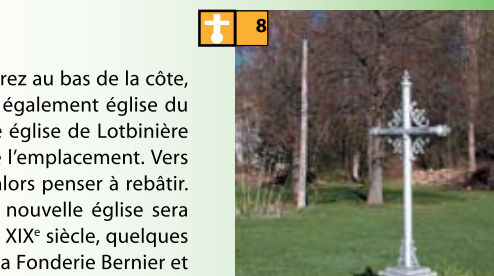 8
rez au bas de la côte,
également église du
église de Lotbinière
l’emplacement. Vers
alors penser à rebâtir.
nouvelle église sera
XIXe siècle, quelques
a Fonderie Bernier et